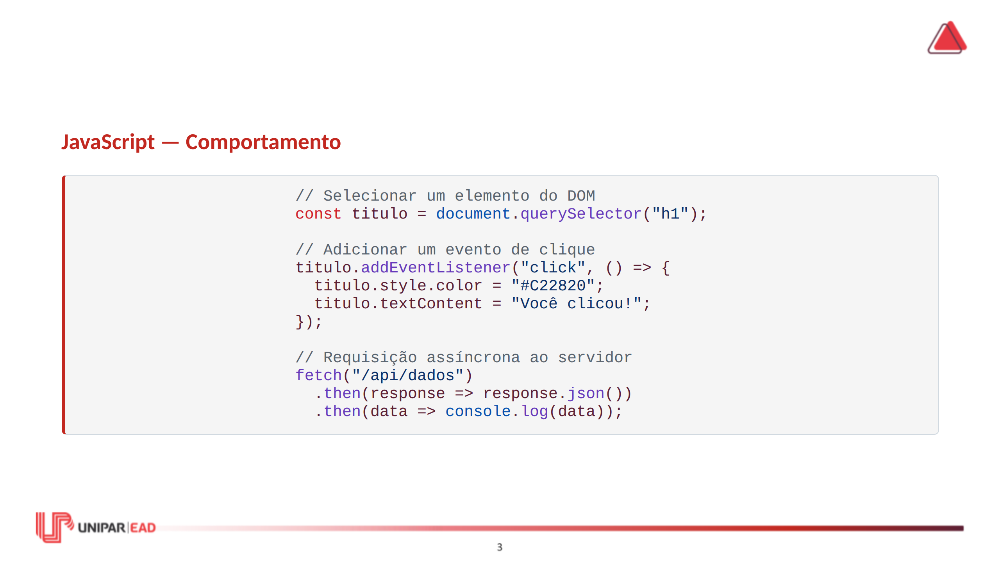 JavaScript — Comportamento
// Selecionar um elemento do DOM
const titulo = document.querySelector("h1");
// Adicionar um evento de clique
titulo.addEventListener("click", () => {
  titulo.style.color = "#C22820";
  titulo.textContent = "Você clicou!";
});
// Requisição assíncrona ao servidor
fetch("/api/dados")
  .then(response => response.json())
  .then(data => console.log(data));
UNIPAR|EAD
3